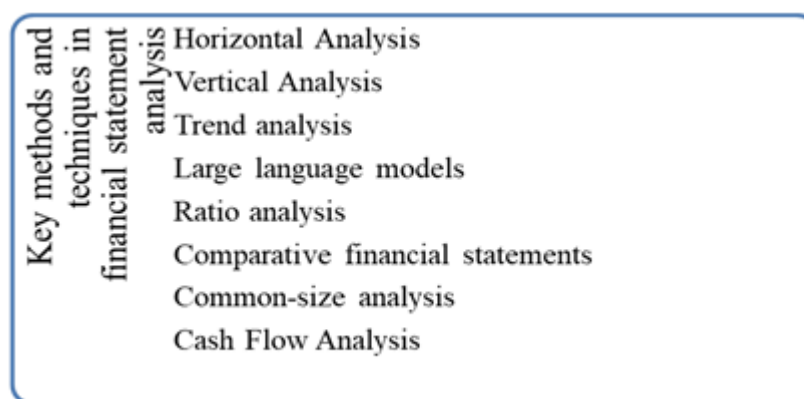 Key methods and
techniques in
financial statement
analysis
Horizontal Analysis
Vertical Analysis
Trend analysis
Large language models
Ratio analysis
Comparative financial statements
Common-size analysis
Cash Flow Analysis